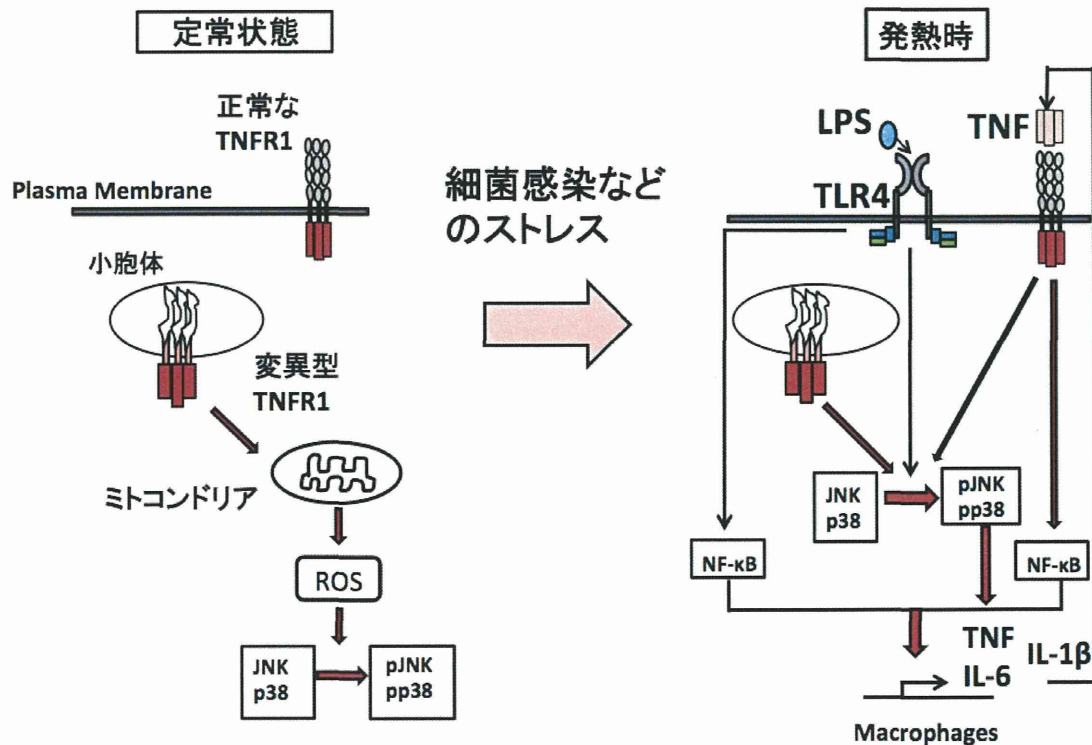 定常状態
正常な
TNFR1
Plasma Membrane
小胞体
変異型
TNFR1
ミトコンドリア
ROS
JNK
p38
pJNK
pp38
細菌感染など
のストレス
発熱時
LPS
TNF
TLR4
JNK
p38
pJNK
pp38
NF-κB
NF-κB
TNF
IL-6
IL-1β
Macrophages